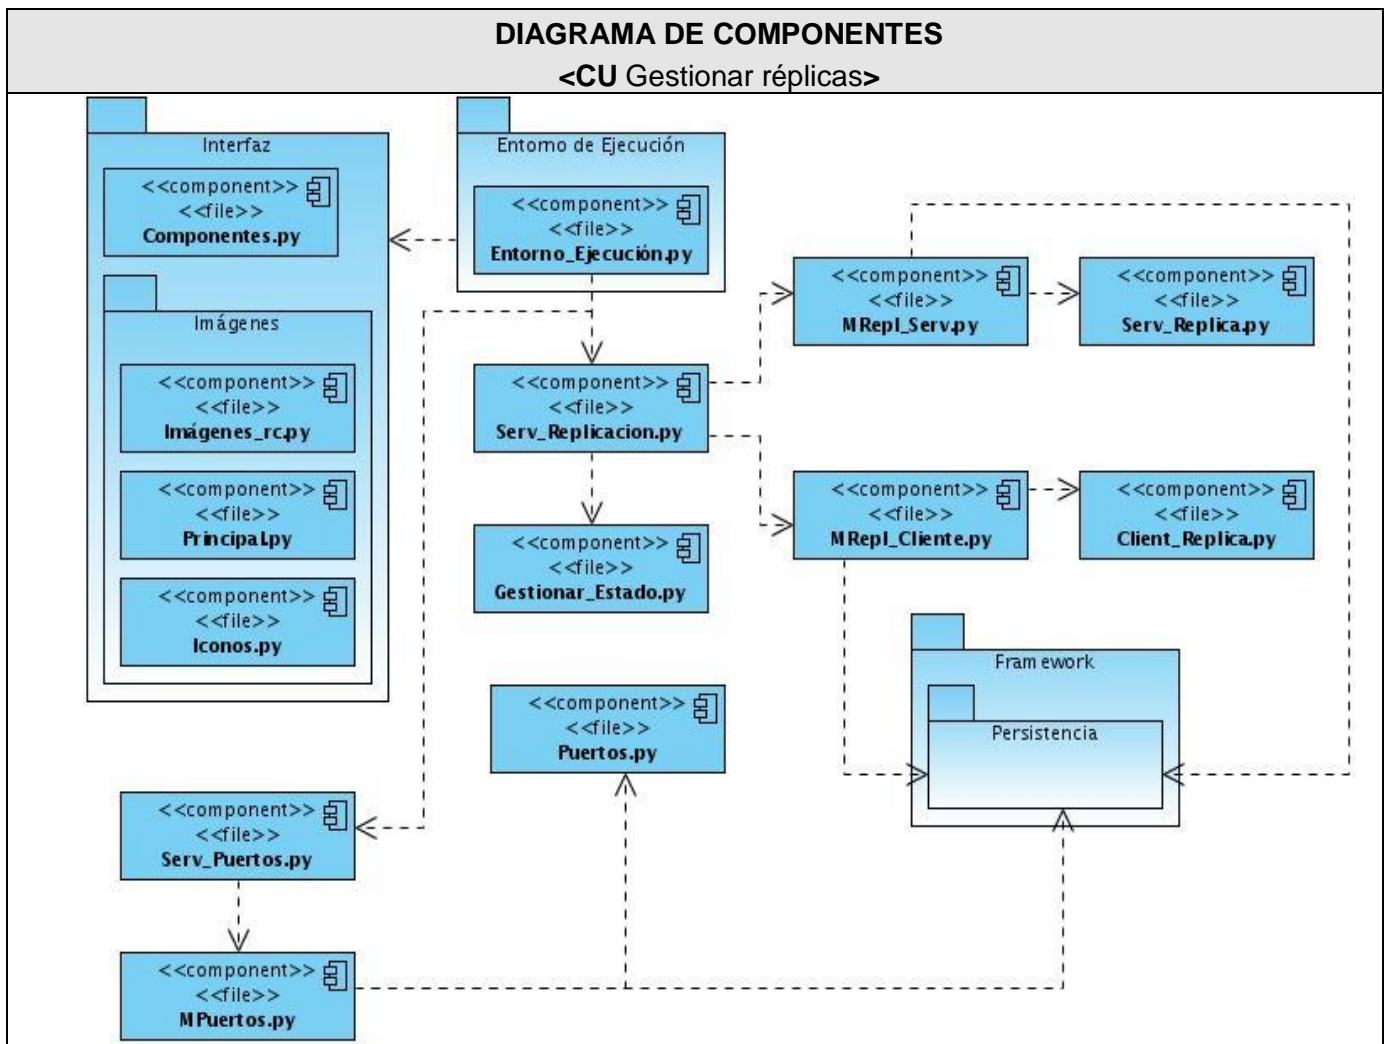 DIAGRAMA DE COMPONENTES
<CU Gestionar réplicas>
Interfaz
<<component>>
<<file>>
Componentes.py
Imágenes
<<component>>
<<file>>
Imágenes_rc.py
<<component>>
<<file>>
Principal.py
<<component>>
<<file>>
Iconos.py
Entorno de Ejecución
<<component>>
<<file>>
Entorno_Ejecución.py
<<component>>
<<file>>
Serv_Replicacion.py
<<component>>
<<file>>
Gestionar_Estado.py
<<component>>
<<file>>
MRepl_Serv.py
<<component>>
<<file>>
Serv_Replica.py
<<component>>
<<file>>
MRepl_Cliente.py
<<component>>
<<file>>
Client_Replica.py
Framework
Persistencia
<<component>>
<<file>>
Puertos.py
<<component>>
<<file>>
Serv_Puertos.py
<<component>>
<<file>>
MPuertos.py